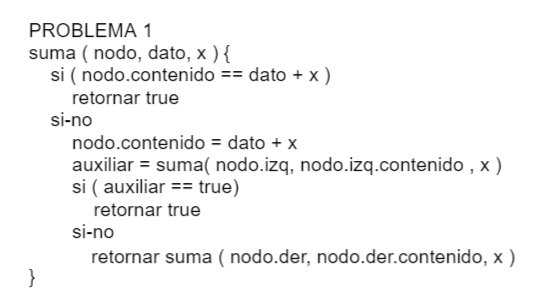 PROBLEMA 1
suma ( nodo, dato, x ) {
si ( nodo.contenido == dato + x )
retornar true
si-no
nodo.contenido = dato + x
auxiliar = suma( nodo.izq, nodo.izq.contenido , x )
si ( auxiliar == true)
retornar true
si-no
retornar suma ( nodo.der, nodo.der.contenido, x )
}